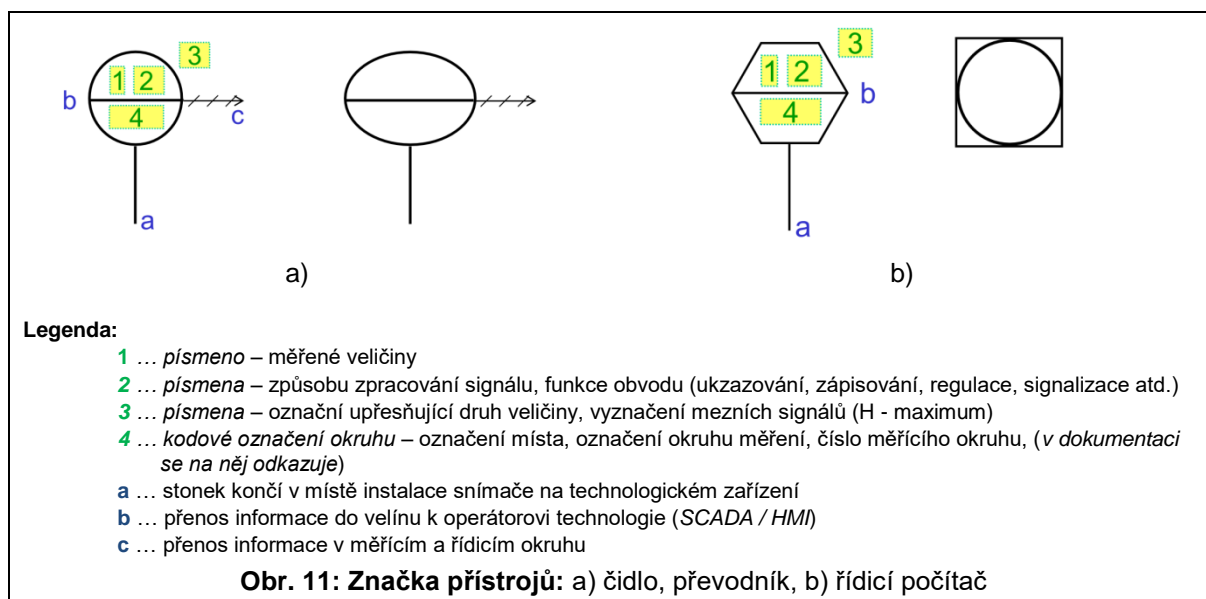 3
1 2
b
4
c
a
a)
3
1 2
b
4
a
b)
Legenda:
1 … písmeno – měřené veličiny
2 … písmena – způsobu zpracování signálu, funkce obvodu (ukzazování, zápisování, regulace, signalizace atd.)
3 … písmena – označní upřesňující druh veličiny, vyznačení mezních signálů (H - maximum)
4 … kodové označení okruhu – označení místa, označení okruhu měření, číslo měřícího okruhu, (v dokumentaci
se na něj odkazuje)
a … stonek končí v místě instalace snímače na technologickém zařízení
b … přenos informace do velínu k operátorovi technologie (SCADA / HMI)
c … přenos informace v měřícím a řídicím okruhu
Obr. 11: Značka přístrojů: a) čidlo, převodník, b) řídicí počítač